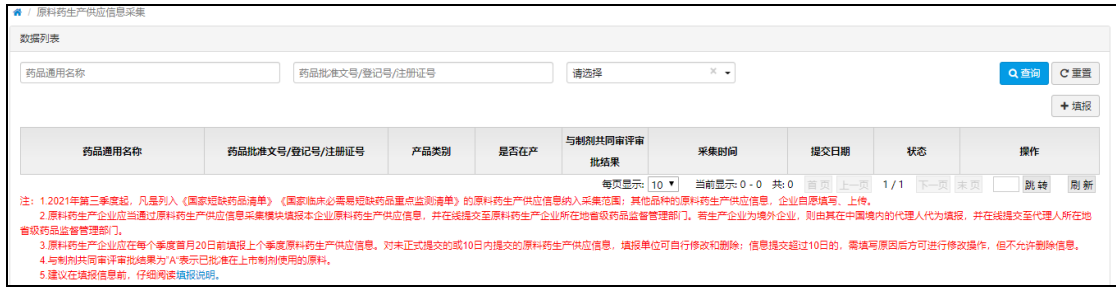 / 原料药生产供应信息采集
数据列表
药品通用名称 药品批准文号/登记号/注册证号 请选择 × 查询 重置
+ 填报
药品通用名称 药品批准文号/登记号/注册证号 产品类别 是否在产 与制剂共同审评审批结果 采集时间 提交日期 状态 操作
每页显示: 10 当前显示: 0 - 0 共: 0 首页 上一页 1 / 1 下一页 末页 跳转 刷新
注: 1.2021年第三季度起，凡是列入《国家短缺药品清单》《国家临床必需易短缺药品重点监测清单》的原料药生产供应信息纳入采集范围；其他品种的原料药生产供应信息，企业自愿填写、上传。
2.原料药生产企业应当通过原料药生产供应信息采集模块填报本企业原料药生产供应信息，并在线提交至原料药生产企业所在地省级药品监督管理部门。若生产企业为境外企业，则由其在中国境内的代理人代为填报，并在线提交至代理人所在地
省级药品监督管理部门。
3.原料药生产企业应在每个季度首月20日前填报上个季度原料药生产供应信息。对未正式提交的或10日内提交的原料药生产供应信息，填报单位可自行修改和删除；信息提交超过10日的，需填写原因后方可进行修改操作，但不允许删除信息。
4.与制剂共同审评审批结果为“A”表示已批准在上市制剂使用的原料。
5.建议在填报信息前，仔细阅读填报说明。